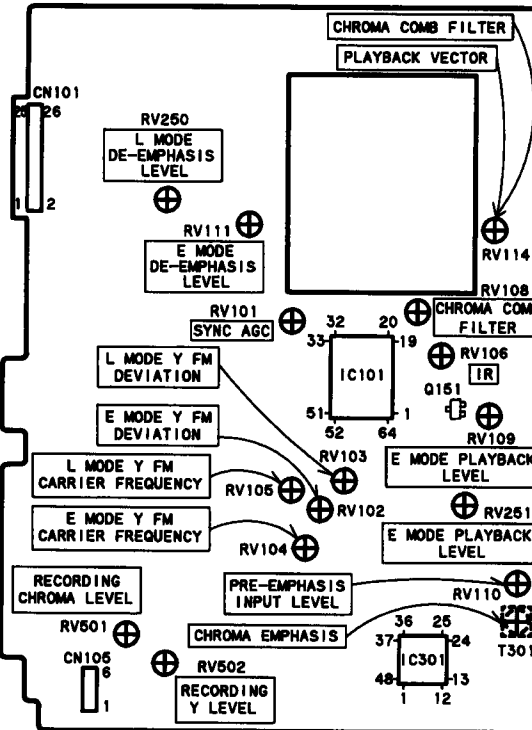 CHROMA COMB FILTER
PLAYBACK VECTOR
CN101
26
1
2
RV250
L MODE
DE-EMPHASIS
LEVEL
RV111
E MODE
DE-EMPHASIS
LEVEL
RV114
RV108
CHROMA COM
FILTER
RV101
SYNC AGC
32
20
33
19
IC101
51
1
52
64
RV106
IR
Q151
RV109
L MODE Y FM
DEVIATION
E MODE Y FM
DEVIATION
RV103
E MODE PLAYBACK
LEVEL
L MODE Y FM
CARRIER FREQUENCY
RV105
RV102
RV251
E MODE Y FM
CARRIER FREQUENCY
RV104
E MODE PLAYBACK
LEVEL
RECORDING
CHROMA LEVEL
PRE-EMPHASIS
INPUT LEVEL
RV110
RV501
CHROMA EMPHASIS
T301
36
25
37
24
IC301
48
13
1
12
CN105
6
1
RV502
RECORDING
Y LEVEL